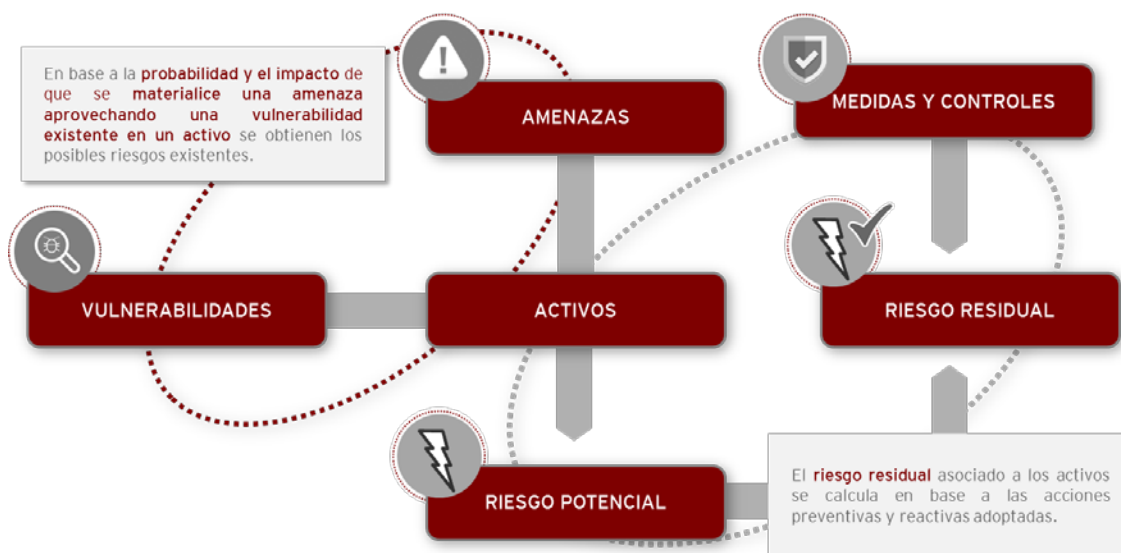 En base a la probabilidad y el impacto de
que se materialice una amenaza
aprovechando una vulnerabilidad
existente en un activo se obtienen los
posibles riesgos existentes.
AMENAZAS
MEDIDAS Y CONTROLES
VULNERABILIDADES
ACTIVOS
RIESGO RESIDUAL
RIESGO POTENCIAL
El riesgo residual asociado a los activos
se calcula en base a las acciones
preventivas y reactivas adoptadas.